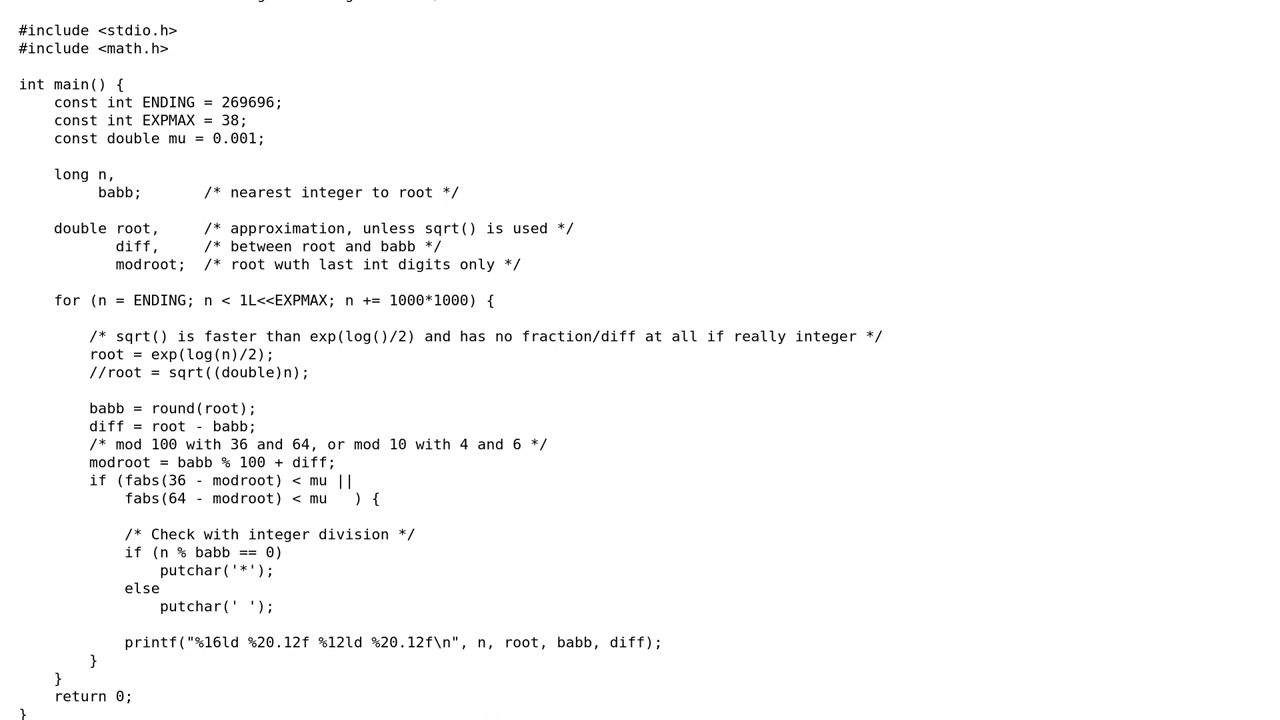 #include <stdio.h>
#include <math.h>

int main() {
    const int ENDING = 269696;
    const int EXPMAX = 38;
    const double mu = 0.001;

    long n,
         babb;       /* nearest integer to root */

    double root,     /* approximation, unless sqrt() is used */
           diff,     /* between root and babb */
           modroot;  /* root wuth last int digits only */

    for (n = ENDING; n < 1L<<EXPMAX; n += 1000*1000) {

        /* sqrt() is faster than exp(log()/2) and has no fraction/diff at all if really integer */
        root = exp(log(n)/2);
        //root = sqrt((double)n);

        babb = round(root);
        diff = root - babb;
        /* mod 100 with 36 and 64, or mod 10 with 4 and 6 */
        modroot = babb % 100 + diff;
        if (fabs(36 - modroot) < mu ||
            fabs(64 - modroot) < mu   ) {

            /* Check with integer division */
            if (n % babb == 0)
                putchar('*');
            else
                putchar(' ');

            printf("%16ld %20.12f %12ld %20.12f\n", n, root, babb, diff);
        }
    }
    return 0;
}